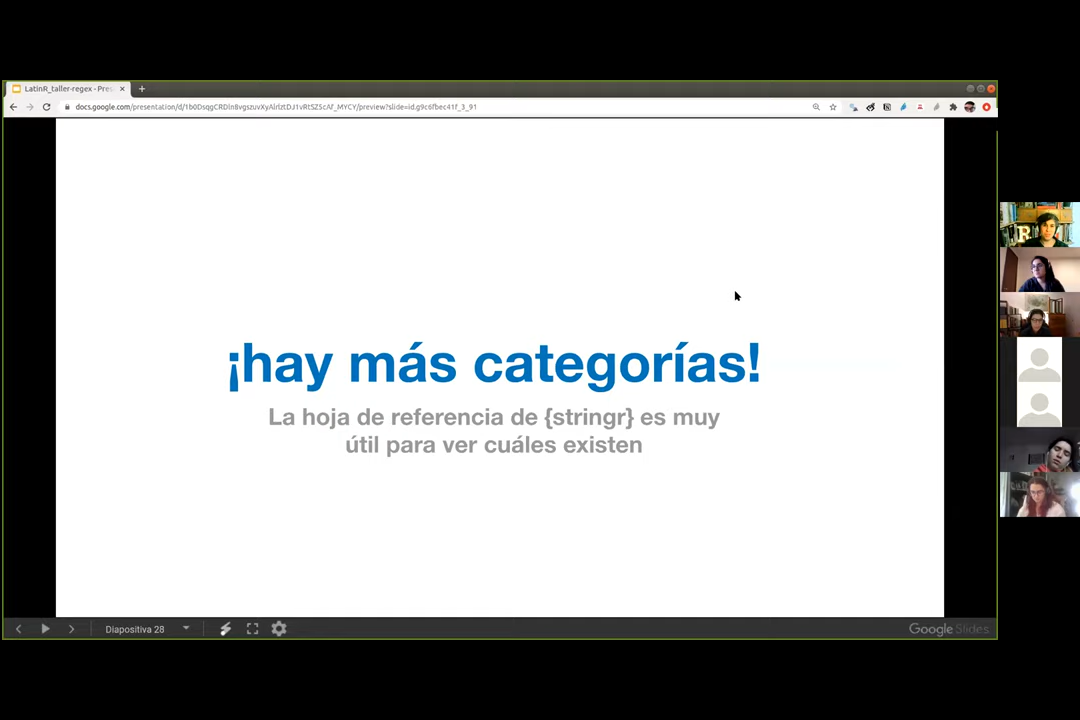 LatinR_taller-regex - Pres
¡hay más categorías!
La hoja de referencia de {stringr} es muy
útil para ver cuáles existen
Diapositiva 28
Google Slides